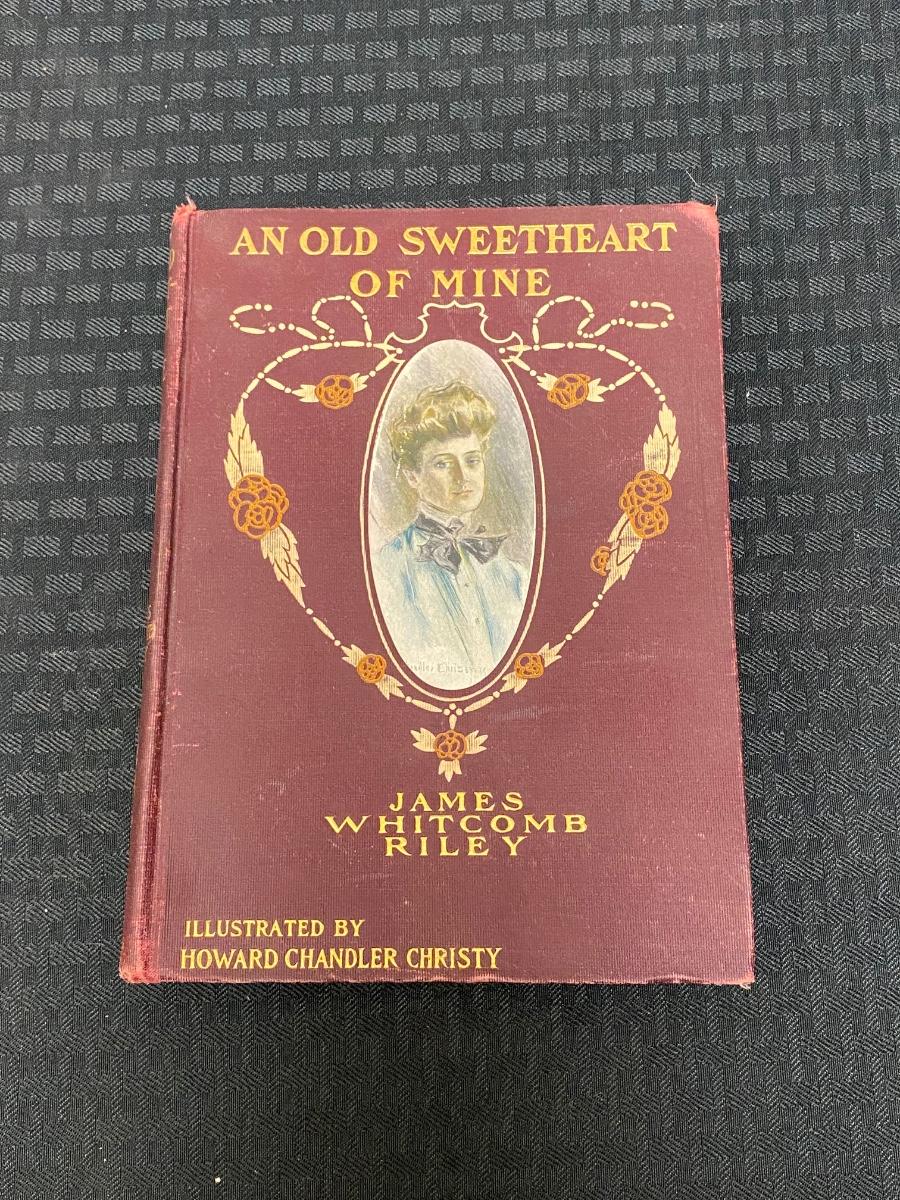 AN OLD SWEETHEART
OF MINE
JAMES
WHITCOMB
RILEY
ILLUSTRATED BY
HOWARD CHANDLER CHRISTY